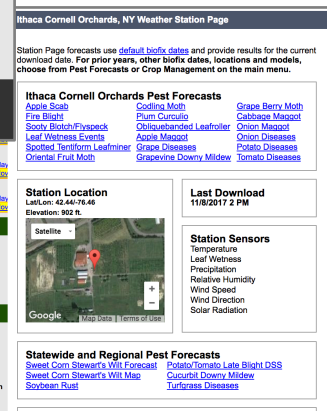 Ithaca Cornell Orchards, NY Weather Station Page
Station Page forecasts use default biofix dates and provide results for the current
download date. For prior years, other biofix dates, locations and models,
choose from Pest Forecasts or Crop Management on the main menu.
Ithaca Cornell Orchards Pest Forecasts
Apple Scab Codling Moth Grape Berry Moth
Fire Blight Plum Curculio Cabbage Maggot
Sooty Blotch/Flyspeck Obliquebanded Leafroller Onion Maggot
Leaf Wetness Events Apple Maggot Onion Diseases
Spotted Tentiform Leafminer Grape Diseases Potato Diseases
Oriental Fruit Moth Grapevine Downy Mildew Tomato Diseases
Station Location
Lat/Lon: 42.44/-76.46
Elevation: 902 ft.
Satellite
+
−
Google
Map Data
Terms of Use
Last Download
11/8/2017 2 PM
Station Sensors
Temperature
Leaf Wetness
Precipitation
Relative Humidity
Wind Speed
Wind Direction
Solar Radiation
Statewide and Regional Pest Forecasts
Sweet Corn Stewart's Wilt Forecast Potato/Tomato Late Blight DSS
Sweet Corn Stewart's Wilt Map Cucurbit Downy Mildew
Soybean Rust Turfgrass Diseases